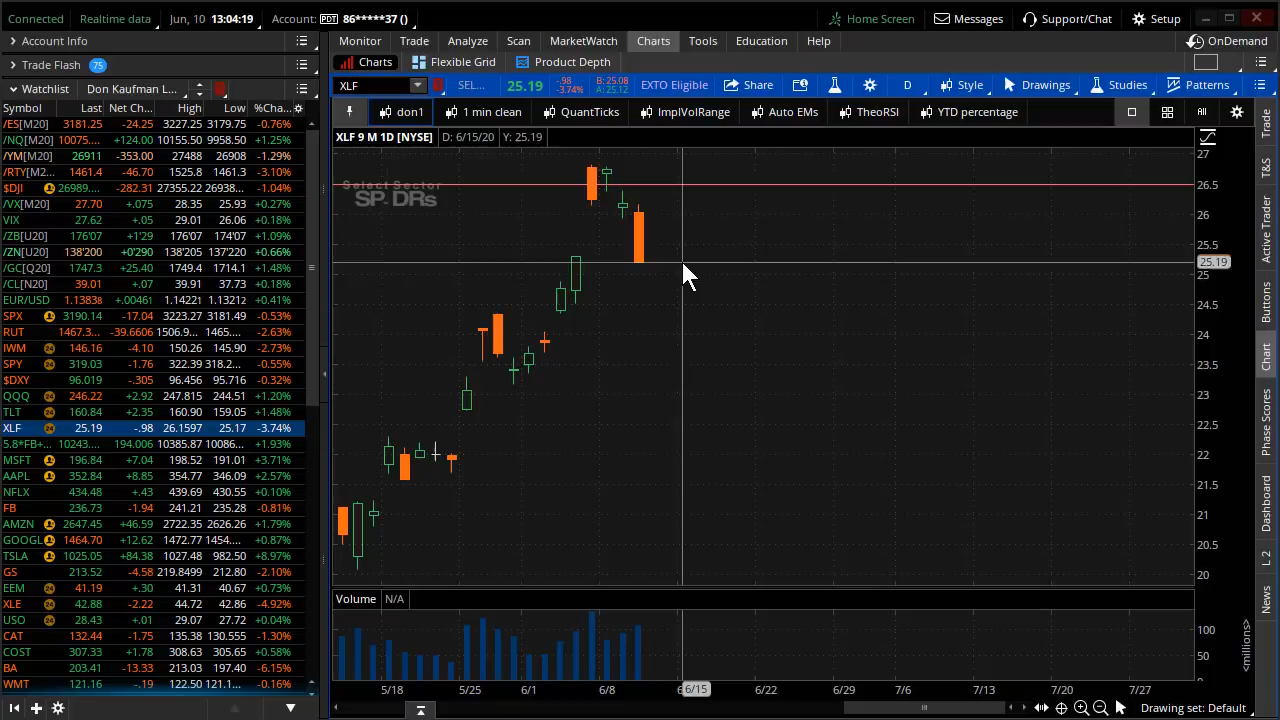 Connected Realtime data Jun, 10 13:04:19 Account: PDT 86*****37 () Home Screen Messages Support/Chat Setup
Account Info Monitor Trade Analyze Scan MarketWatch Charts Tools Education Help OnDemand
Trade Flash 75 Charts Flexible Grid Product Depth
Watchlist Don Kaufman L... XLF SEL... 25.19 -.98 -3.74% B: 25.08 A: 25.12 EXTO Eligible Share D Style Drawings Studies Patterns
don1 1 min clean QuantTicks ImplVolRange Auto EMs TheoRSI YTD percentage All
XLF 9 M 1D [NYSE] D: 6/15/20 Y: 25.19
Symbol Last Net Ch... High Low %Cha...
/ES[M20] 3181.25 -24.25 3227.25 3179.75 -0.76%
/NQ[M20] 10075.... +124.00 10155.50 9958.50 +1.25%
/YM[M20] 26911 -353.00 27488 26908 -1.29%
/RTY[M2... 1461.4 -46.70 1525.8 1461.3 -3.10%
$DJI 26989.... -282.31 27355.22 26938... -1.04%
/VX[M20] 27.70 +.075 28.35 25.93 +0.27%
VIX 27.62 +.05 29.01 26.06 +0.18%
/ZB[U20] 176'07 +1'29 176'07 174'07 +1.09%
/ZN[U20] 138'200 +0'290 138'205 137'220 +0.66%
/GC[Q20] 1747.3 +25.40 1749.4 1714.1 +1.48%
/CL[N20] 39.01 +.07 39.01 37.73 +0.18%
EUR/USD 1.1383 +.00461 1.14221 1.13212 +0.41%
SPX 3190.14 -17.04 3223.27 3181.49 -0.53%
RUT 1467.3... -39.6606 1506.9... 1465.... -2.63%
IWM 146.16 -4.10 150.26 145.90 -2.73%
SPY 319.03 -1.76 322.39 318.2... -0.55%
$DXY 96.019 -.305 96.456 95.716 -0.32%
QQQ 246.22 +2.92 247.815 244.51 +1.20%
TLT 160.84 +2.35 160.90 159.05 +1.48%
XLF 25.19 -.98 26.1597 25.17 -3.74%
5.8*FB+... 10243.... 194.006 10385.87 10086... +1.93%
MSFT 196.84 +7.04 198.52 191.01 +3.71%
AAPL 352.84 +8.85 354.77 346.09 +2.57%
NFLX 434.48 +.43 439.69 430.55 +0.10%
FB 236.73 -1.94 241.21 235.28 -0.81%
AMZN 2647.45 +46.59 2722.35 2626.26 +1.79%
GOOGL 1464.70 +12.62 1472.77 1454.... +0.87%
TSLA 1025.05 +84.38 1027.48 982.50 +8.97%
GS 213.52 -4.58 219.8499 212.80 -2.10%
EEM 41.19 +.30 41.31 40.67 +0.73%
XLE 42.88 -2.22 44.72 42.86 -4.92%
USO 28.43 +.01 29.07 27.72 +0.04%
CAT 132.44 -1.75 135.38 130.555 -1.30%
COST 307.33 +1.78 308.63 305.65 +0.58%
BA 203.41 -13.33 213.03 197.40 -6.15%
WMT 121.16 -.19 122.50 121.1... -0.16%
Select Sector
SPDRs
27
26.5
26
25.5
25.19
25
24.5
24
23.5
23
22.5
22
21.5
21
20.5
20
Volume N/A
100
50
<millions>
5/18 5/25 6/1 6/8 6/15 6/22 6/29 7/6 7/13 7/20 7/27
Drawing set: Default
Trade
T&S
Active Trader
Buttons
Chart
Phase Scores
Dashboard
L 2
News